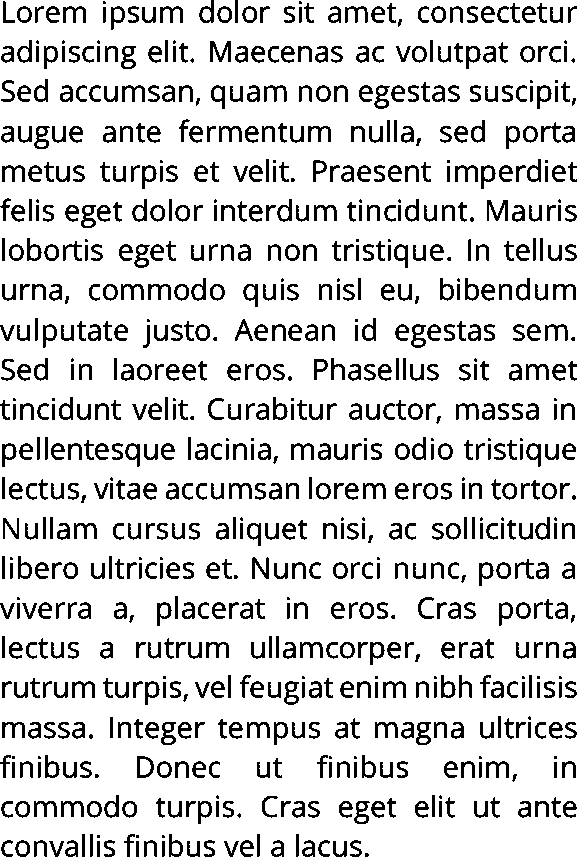 Lorem ipsum dolor sit amet, consectetur
adipiscing elit. Maecenas ac volutpat orci.
Sed accumsan, quam non egestas suscipit,
augue ante fermentum nulla, sed porta
metus turpis et velit. Praesent imperdiet
felis eget dolor interdum tincidunt. Mauris
lobortis eget urna non tristique. In tellus
urna, commodo quis nisl eu, bibendum
vulputate justo. Aenean id egestas sem.
Sed in laoreet eros. Phasellus sit amet
tincidunt velit. Curabitur auctor, massa in
pellentesque lacinia, mauris odio tristique
lectus, vitae accumsan lorem eros in tortor.
Nullam cursus aliquet nisi, ac sollicitudin
libero ultricies et. Nunc orci nunc, porta a
viverra a, placerat in eros. Cras porta,
lectus a rutrum ullamcorper, erat urna
rutrum turpis, vel feugiat enim nibh facilisis
massa. Integer tempus at magna ultrices
finibus. Donec ut finibus enim, in
commodo turpis. Cras eget elit ut ante
convallis finibus vel a lacus.